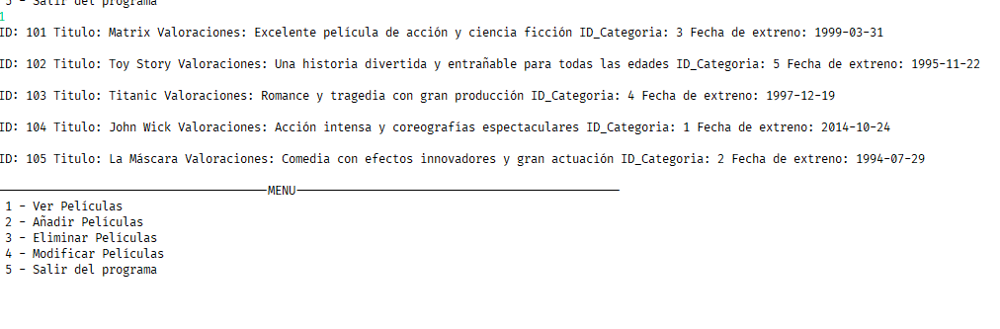 5 - Salir del programa
1
ID: 101 Titulo: Matrix Valoraciones: Excelente película de acción y ciencia ficción ID_Categoria: 3 Fecha de extreno: 1999-03-31
ID: 102 Titulo: Toy Story Valoraciones: Una historia divertida y entrañable para todas las edades ID_Categoria: 5 Fecha de extreno: 1995-11-22
ID: 103 Titulo: Titanic Valoraciones: Romance y tragedia con gran producción ID_Categoria: 4 Fecha de extreno: 1997-12-19
ID: 104 Titulo: John Wick Valoraciones: Acción intensa y coreografías espectaculares ID_Categoria: 1 Fecha de extreno: 2014-10-24
ID: 105 Titulo: La Máscara Valoraciones: Comedia con efectos innovadores y gran actuación ID_Categoria: 2 Fecha de extreno: 1994-07-29
MENU
1 - Ver Películas
2 - Añadir Películas
3 - Eliminar Películas
4 - Modificar Películas
5 - Salir del programa